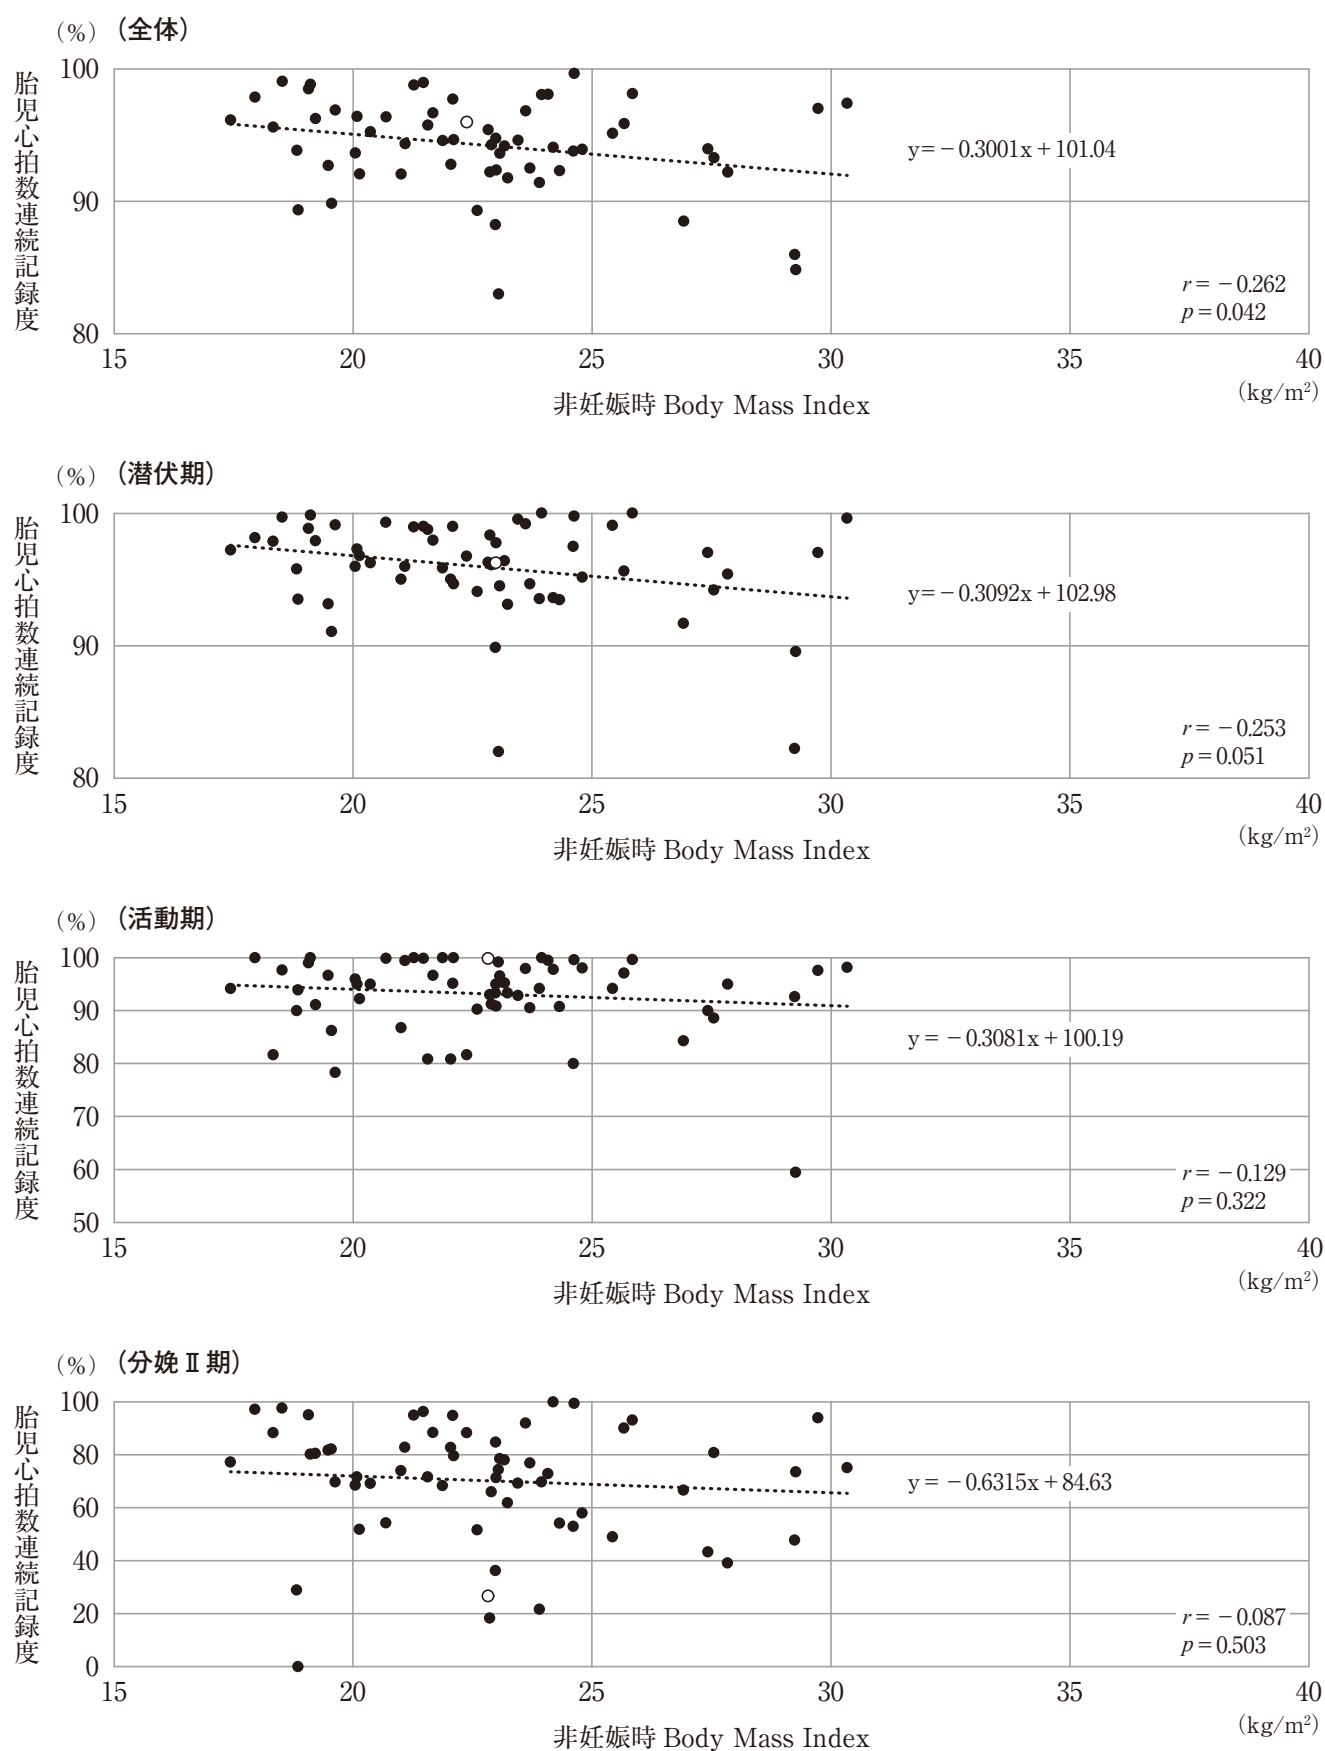 (%)（全体）
胎児心拍数連続記録度
100
90
80
y=－0.3001x＋101.04
r=－0.262
p=0.042
15 20 25 30 35 40
(kg/m²)
非妊娠時 Body Mass Index
(%)（潜伏期）
胎児心拍数連続記録度
100
90
80
y=－0.3092x＋102.98
r=－0.253
p=0.051
15 20 25 30 35 40
(kg/m²)
非妊娠時 Body Mass Index
(%)（活動期）
胎児心拍数連続記録度
100
90
80
70
60
50
y=－0.3081x＋100.19
r=－0.129
p=0.322
15 20 25 30 35 40
(kg/m²)
非妊娠時 Body Mass Index
(%)（分娩Ⅱ期）
胎児心拍数連続記録度
100
80
60
40
20
0
y=－0.6315x＋84.63
r=－0.087
p=0.503
15 20 25 30 35 40
(kg/m²)
非妊娠時 Body Mass Index